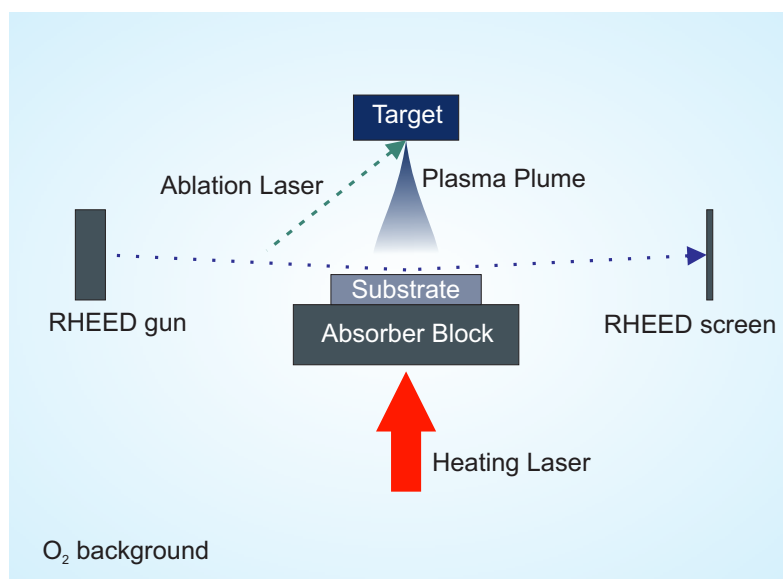 Target
Ablation Laser
Plasma Plume
Substrate
RHEED gun
Absorber Block
RHEED screen
Heating Laser
O₂ background